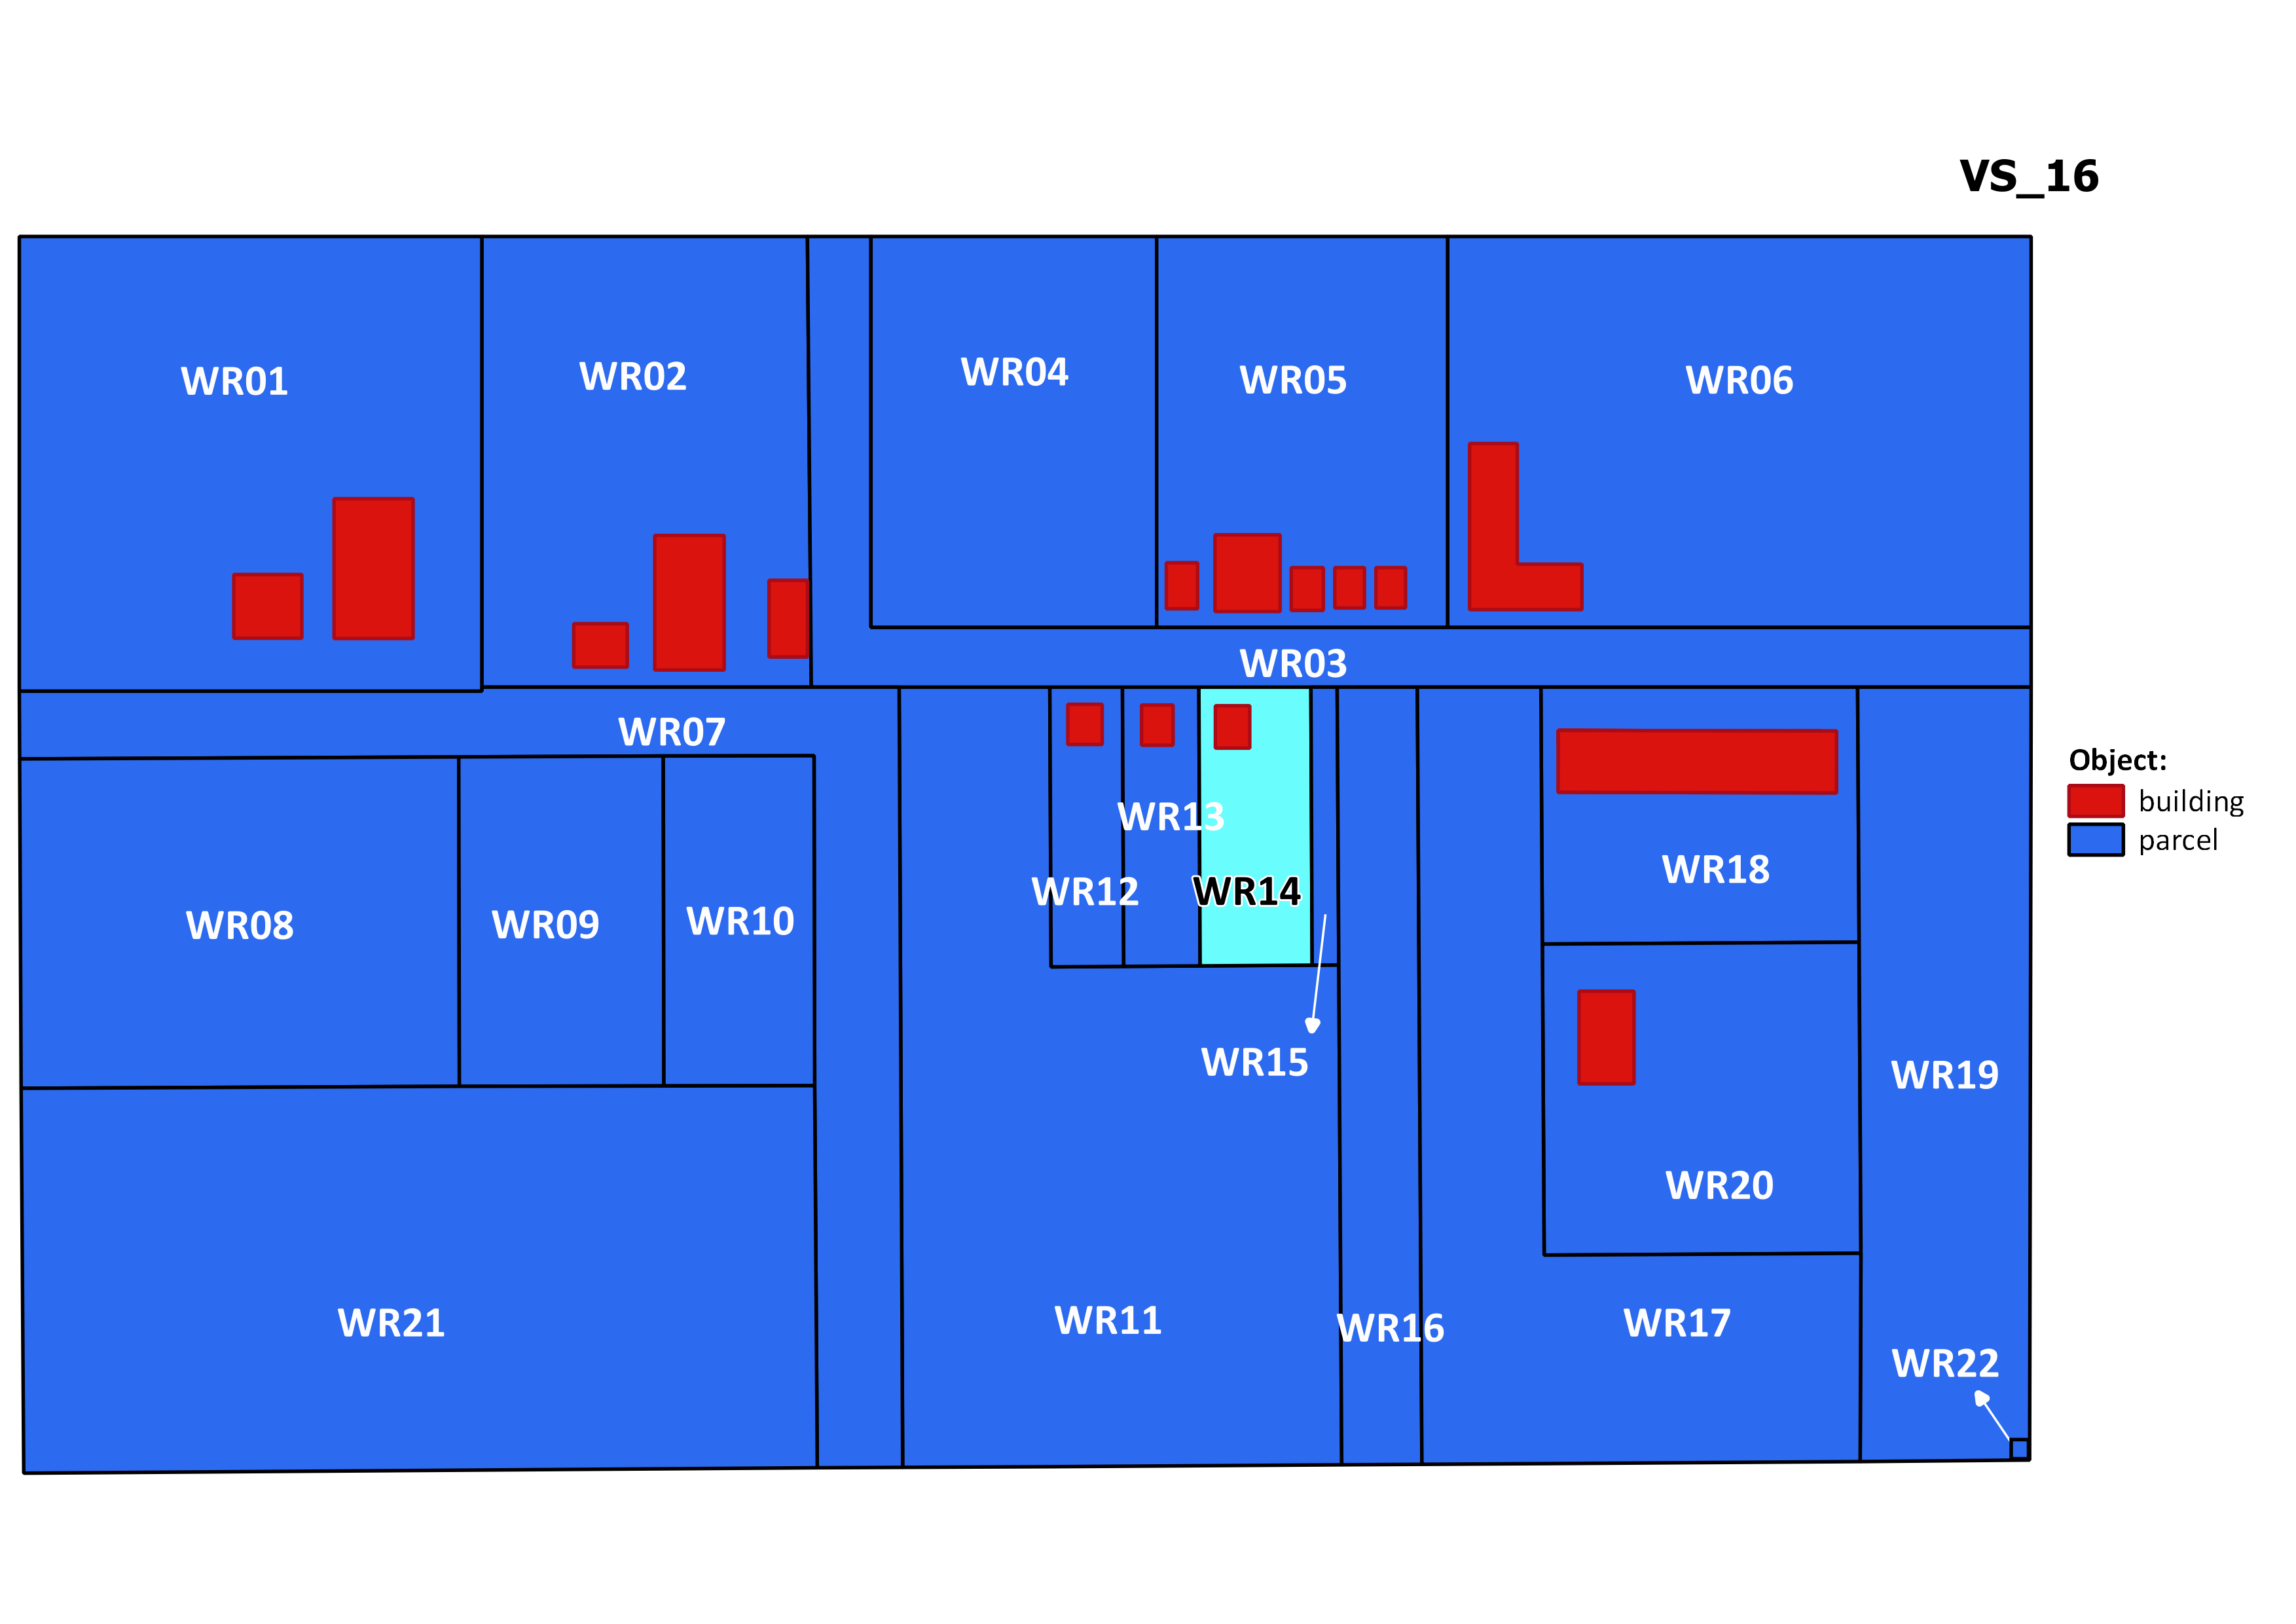 VS_16
WR01
WR02
WR04
WR05
WR06
WR03
WR07
Object:
building
parcel
WR13
WR18
WR12
WR14
WR08
WR09
WR10
WR15
WR19
WR20
WR21
WR11
WR16
WR17
WR22